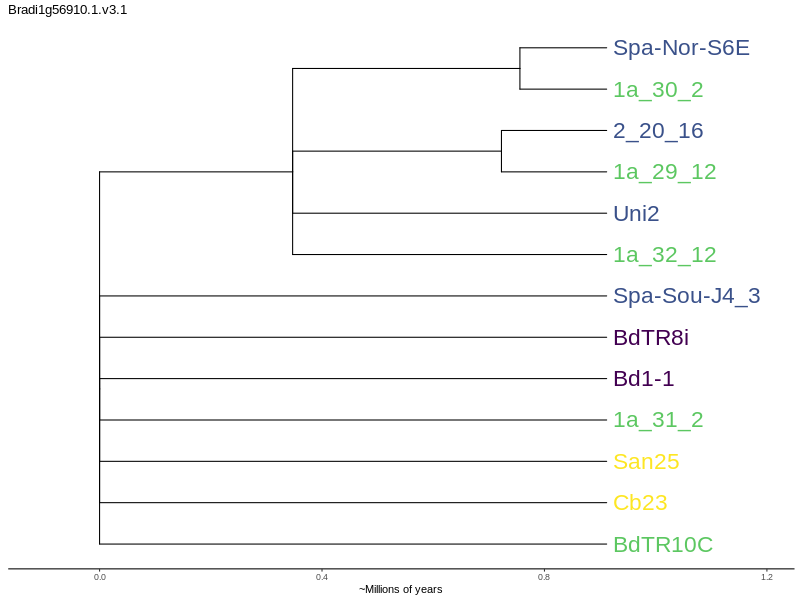 Bradi1g56910.1.v3.1
Spa-Nor-S6E
1a_30_2
2_20_16
1a_29_12
Uni2
1a_32_12
Spa-Sou-J4_3
BdTR8i
Bd1-1
1a_31_2
San25
Cb23
BdTR10C
0.0 0.4 0.8 1.2
~Millions of years